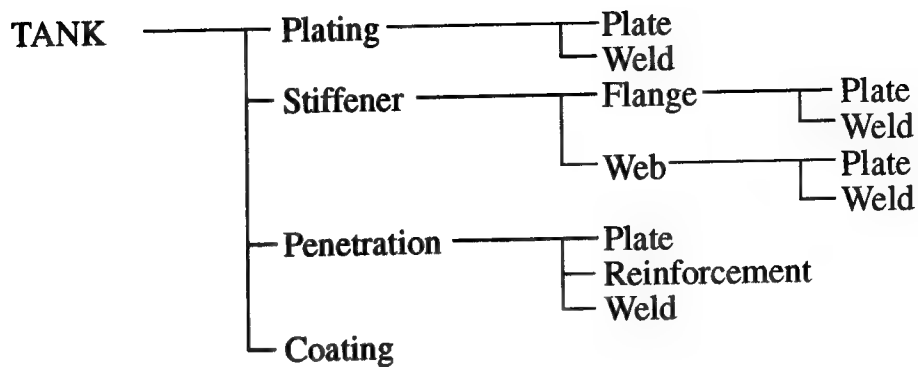 TANK Plating Plate
Weld
Stiffener Flange Plate
Weld
Web Plate
Weld
Penetration Plate
Reinforcement
Weld
Coating